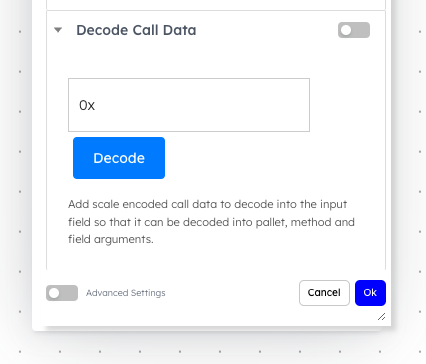 Decode Call Data
0x
Decode
Add scale encoded call data to decode into the input
field so that it can be decoded into pallet, method and
field arguments.
Advanced Settings
Cancel
Ok